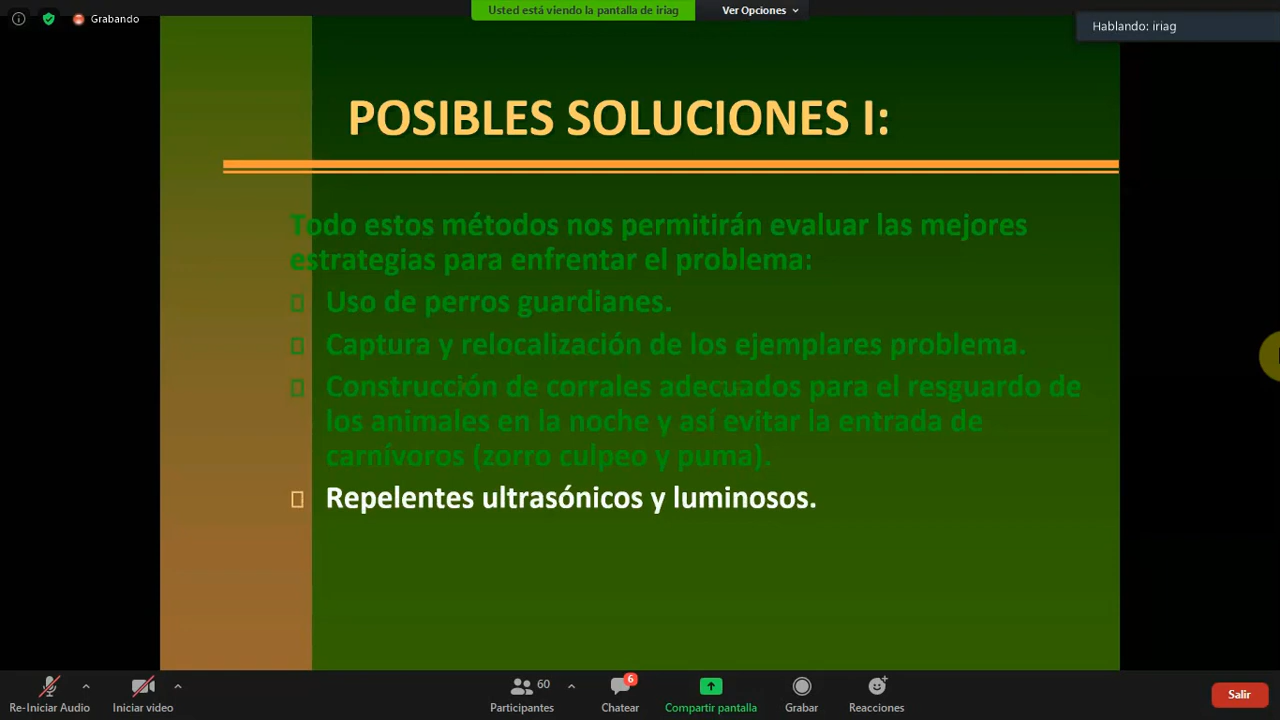 Grabando
Usted está viendo la pantalla de iriag
Ver Opciones
Hablando: iriag
POSIBLES SOLUCIONES I:
Todo estos métodos nos permitirán evaluar las mejores
estrategias para enfrentar el problema:
Uso de perros guardianes.
Captura y relocalización de los ejemplares problema.
Construcción de corrales adecuados para el resguardo de
los animales en la noche y así evitar la entrada de
carnívoros (zorro culpeo y puma).
Repelentes ultrasónicos y luminosos.
Re-Iniciar Audio
Iniciar video
60
Participantes
6
Chatear
Compartir pantalla
Grabar
Reacciones
Salir